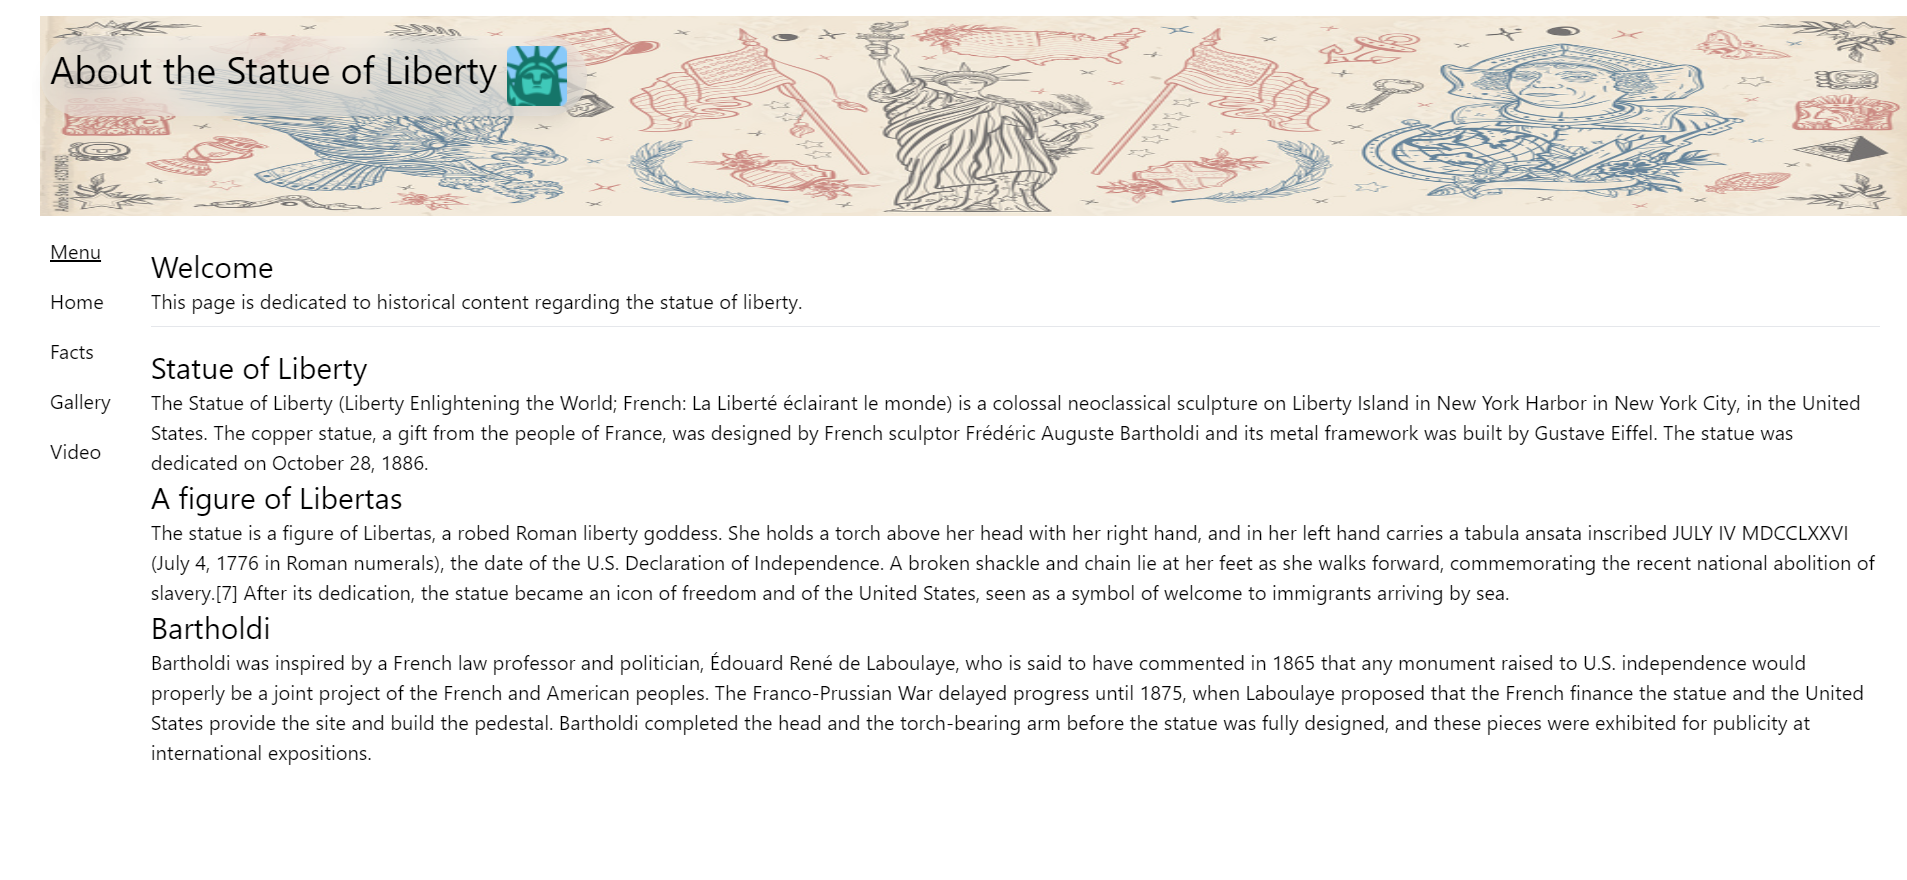 About the Statue of Liberty
Menu
Home
Facts
Gallery
Video
Welcome
This page is dedicated to historical content regarding the statue of liberty.
Statue of Liberty
The Statue of Liberty (Liberty Enlightening the World; French: La Liberté éclairant le monde) is a colossal neoclassical sculpture on Liberty Island in New York Harbor in New York City, in the United
States. The copper statue, a gift from the people of France, was designed by French sculptor Frédéric Auguste Bartholdi and its metal framework was built by Gustave Eiffel. The statue was
dedicated on October 28, 1886.
A figure of Libertas
The statue is a figure of Libertas, a robed Roman liberty goddess. She holds a torch above her head with her right hand, and in her left hand carries a tabula ansata inscribed JULY IV MDCCLXXVI
(July 4, 1776 in Roman numerals), the date of the U.S. Declaration of Independence. A broken shackle and chain lie at her feet as she walks forward, commemorating the recent national abolition of
slavery.[7] After its dedication, the statue became an icon of freedom and of the United States, seen as a symbol of welcome to immigrants arriving by sea.
Bartholdi
Bartholdi was inspired by a French law professor and politician, Édouard René de Laboulaye, who is said to have commented in 1865 that any monument raised to U.S. independence would
properly be a joint project of the French and American peoples. The Franco-Prussian War delayed progress until 1875, when Laboulaye proposed that the French finance the statue and the United
States provide the site and build the pedestal. Bartholdi completed the head and the torch-bearing arm before the statue was fully designed, and these pieces were exhibited for publicity at
international expositions.